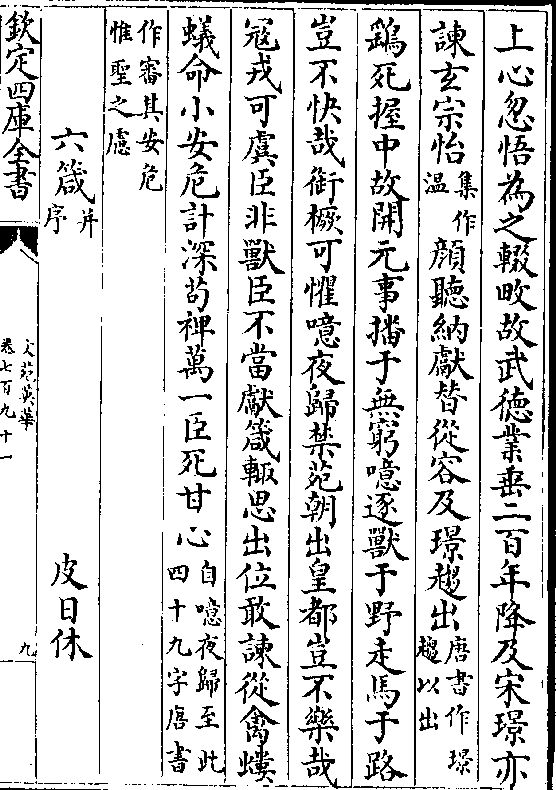 上心忽悟為之輟畋故武德業垂二百年降及宋璟亦
諫玄宗怡集作溫顔聽納獻替從容及璟趨出唐書作璟趨以出
鷂死握中故開元事播于無窮噫逐獸于野走馬于路
豈不快哉銜橛可懼噫夜歸禁苑朝出皇都豈不樂哉
冦戎可虞臣非獸臣不當獻箴輙思出位敢諫從禽螻
蟻命小安危計深苟裨萬一臣死甘心自噫夜歸至此四十九字唐書
作審其安危惟聖之慮
六箴并序 皮日休
欽定四庫全書
文苑英華
卷七百九十一
九